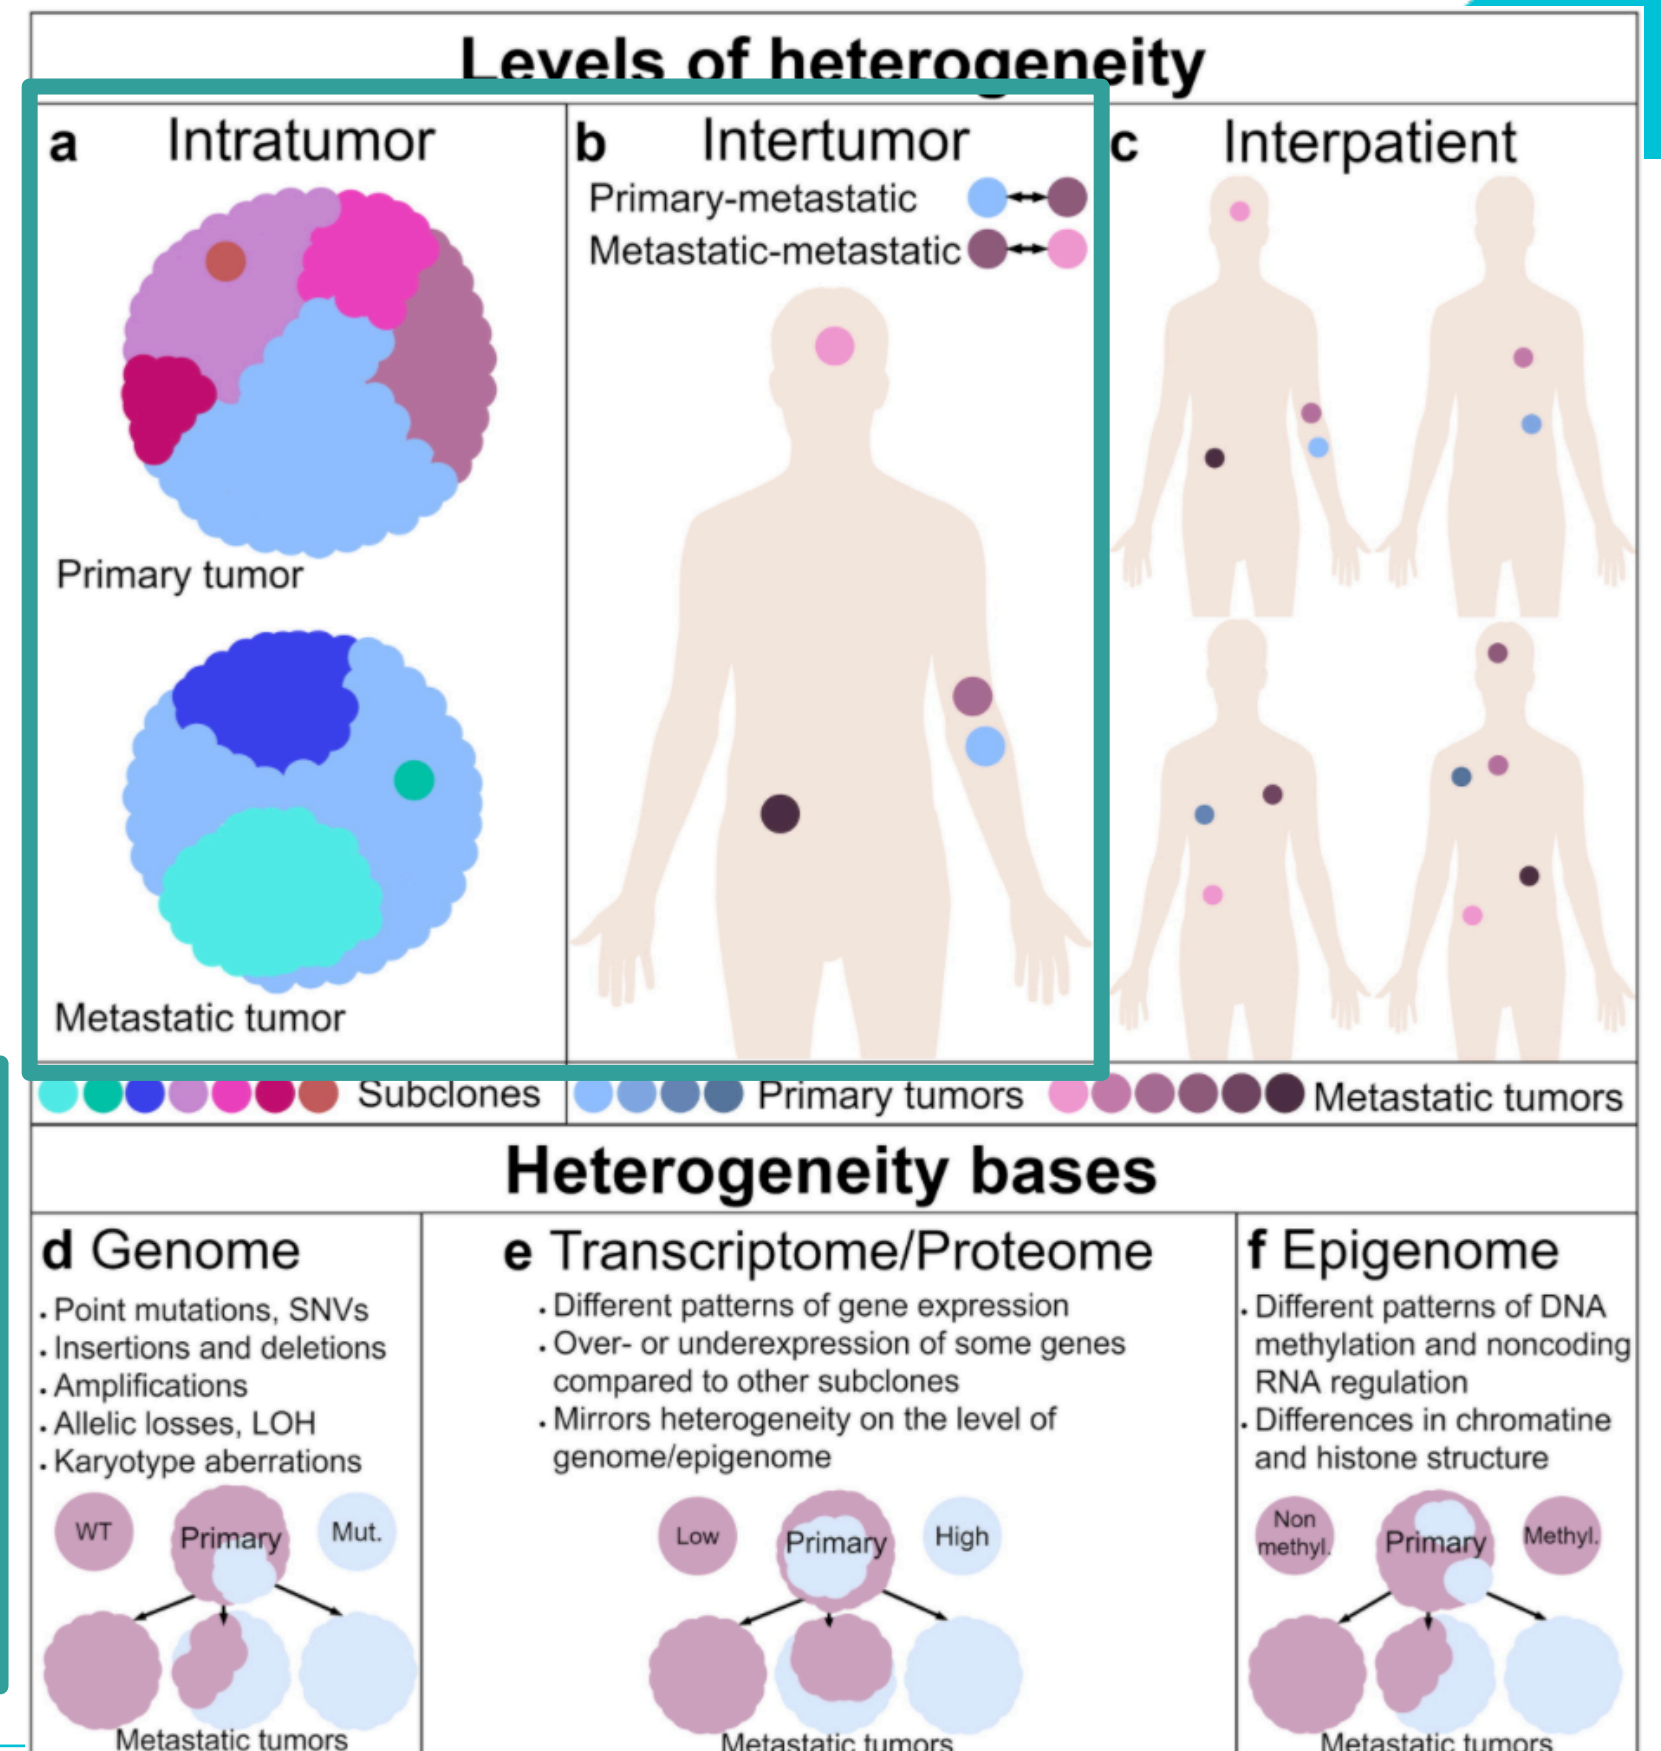 Levels of heterogeneity
a Intratumor
Primary tumor
Metastatic tumor
b Intertumor
Primary-metastatic
Metastatic-metastatic
c Interpatient
Subclones
Primary tumors
Metastatic tumors
Heterogeneity bases
d Genome
. Point mutations, SNVs
. Insertions and deletions
. Amplifications
. Allelic losses, LOH
. Karyotype aberrations
WT
Primary
Mut.
Metastatic tumors
e Transcriptome/Proteome
. Different patterns of gene expression
. Over- or underexpression of some genes
compared to other subclones
. Mirrors heterogeneity on the level of
genome/epigenome
Low
Primary
High
Metastatic tumors
f Epigenome
. Different patterns of DNA
methylation and noncoding
RNA regulation
. Differences in chromatine
and histone structure
Non
methyl.
Primary
Methyl.
Metastatic tumors